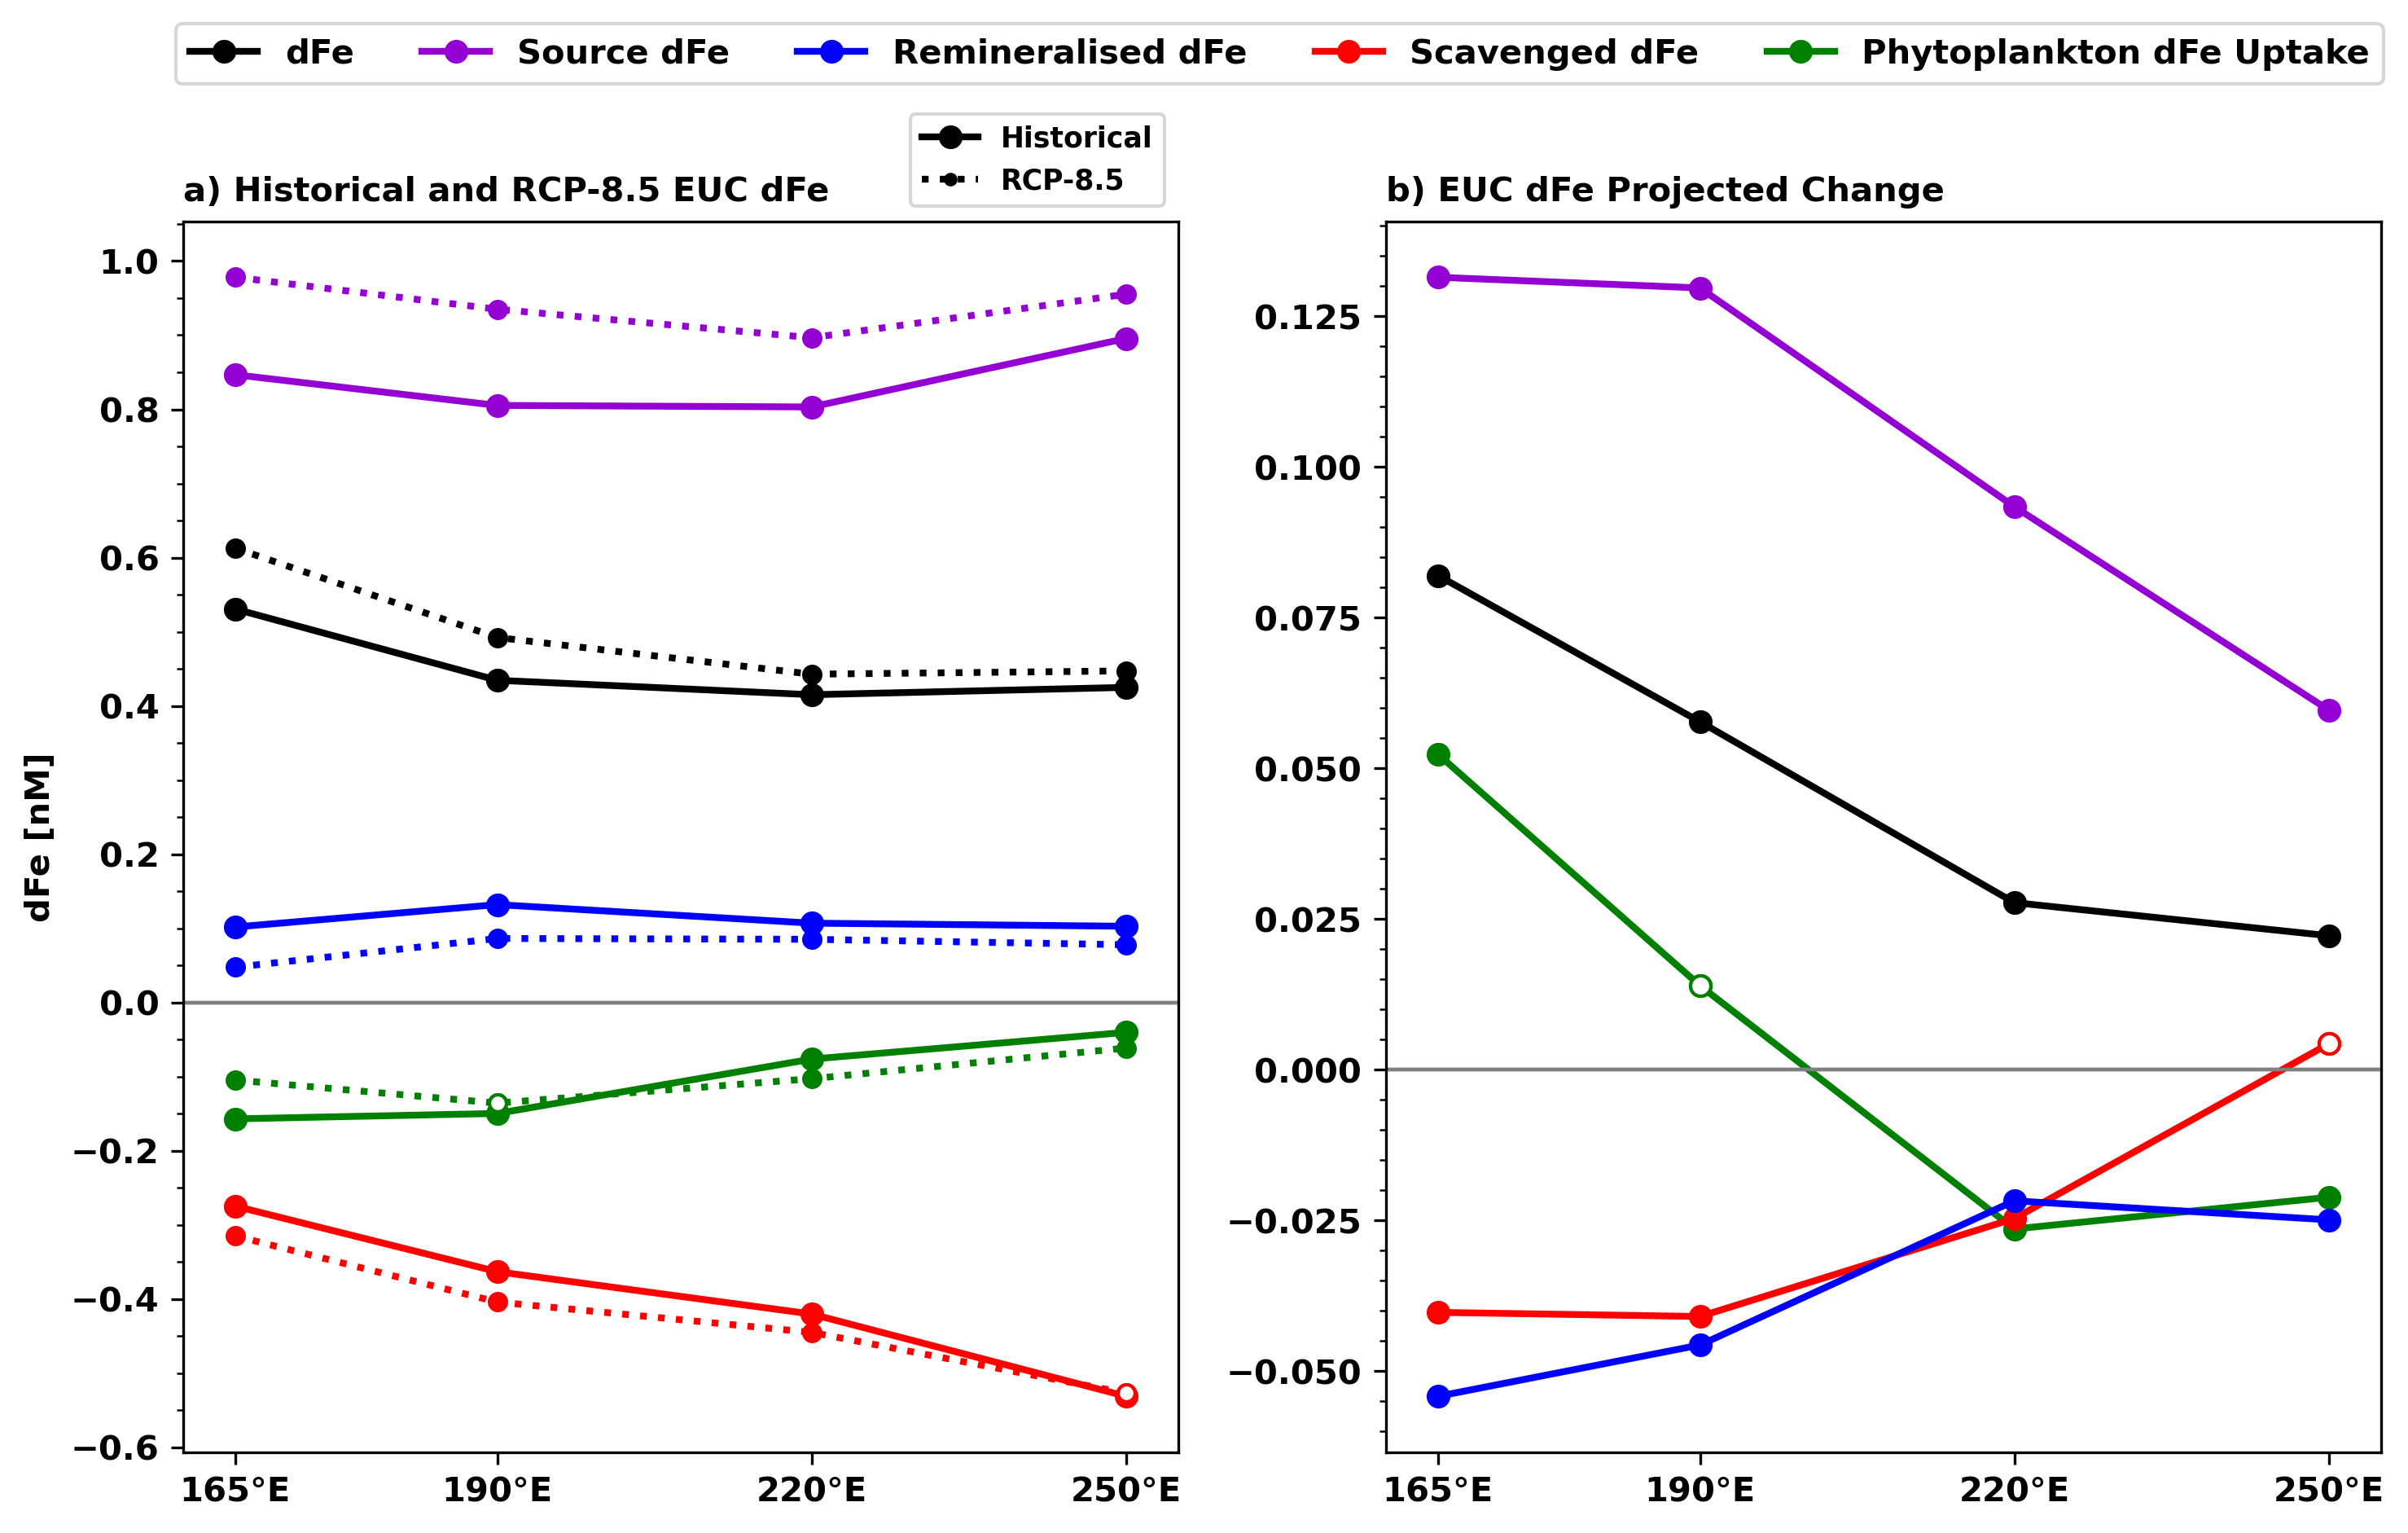 dFe Source dFe Remineralised dFe Scavenged dFe Phytoplankton dFe Uptake
Historical
RCP-8.5
a) Historical and RCP-8.5 EUC dFe
b) EUC dFe Projected Change
dFe [nM]
1.0
0.8
0.6
0.4
0.2
0.0
−0.2
−0.4
−0.6
165°E 190°E 220°E 250°E
0.125
0.100
0.075
0.050
0.025
0.000
−0.025
−0.050
165°E 190°E 220°E 250°E